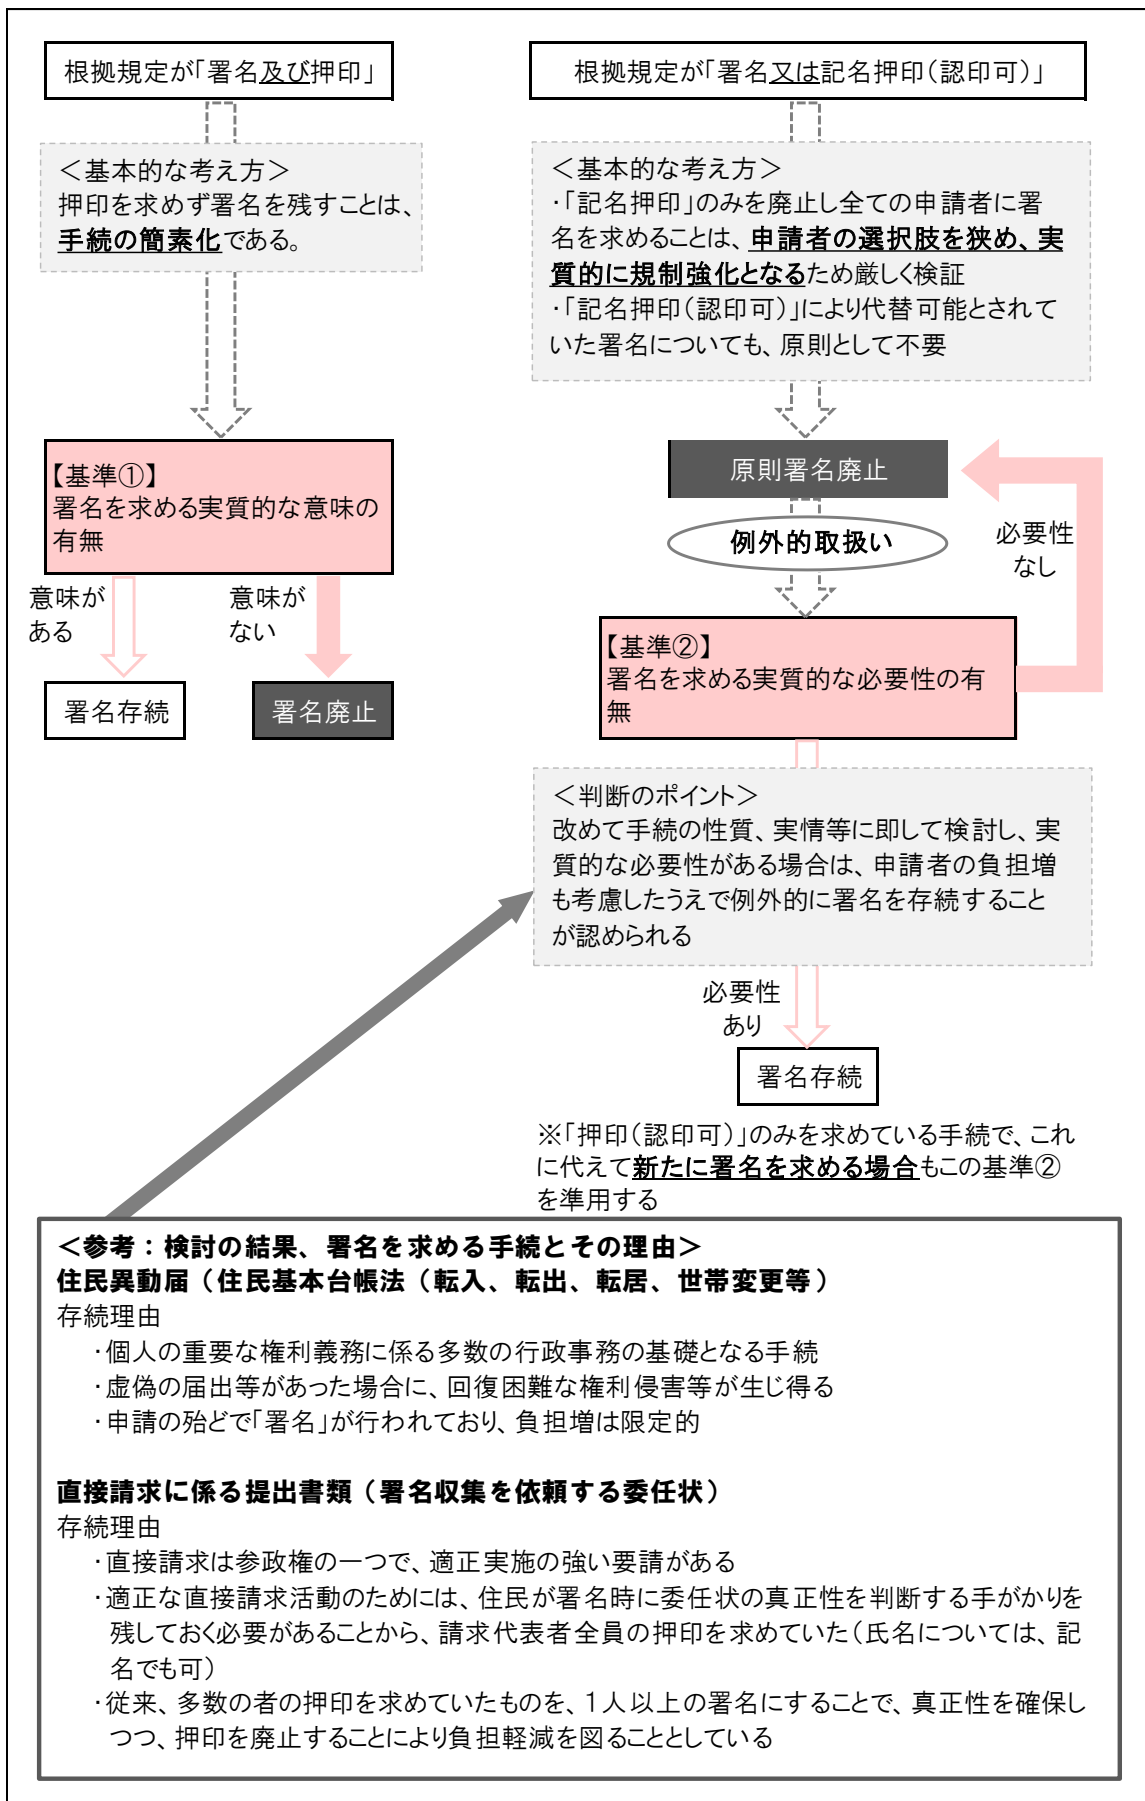 根拠規定が「署名及び押印」
＜基本的な考え方＞
押印を求めず署名を残すことは、
手続の簡素化である。
【基準①】
署名を求める実質的な意味の
有無
意味が
ある
意味が
ない
署名存続
署名廃止
根拠規定が「署名又は記名押印（認印可）」
＜基本的な考え方＞
・「記名押印」のみを廃止し全ての申請者に署
名を求めることは、申請者の選択肢を狭め、実
質的に規制強化となるため厳しく検証
・「記名押印（認印可）」により代替可能とされて
いた署名についても、原則として不要
原則署名廃止
例外的取扱い
必要性
なし
【基準②】
署名を求める実質的な必要性の有
無
＜判断のポイント＞
改めて手続の性質、実情等に即して検討し、実
質的な必要性がある場合は、申請者の負担増
も考慮したうえで例外的に署名を存続すること
が認められる
必要性
あり
署名存続
※「押印（認印可）」のみを求めている手続で、これ
に代えて新たに署名を求める場合もこの基準②
を準用する
＜参考：検討の結果、署名を求める手続とその理由＞
住民異動届（住民基本台帳法（転入、転出、転居、世帯変更等）
存続理由
・個人の重要な権利義務に係る多数の行政事務の基礎となる手続
・虚偽の届出等があった場合に、回復困難な権利侵害等が生じ得る
・申請の殆どで「署名」が行われており、負担増は限定的
直接請求に係る提出書類（署名収集を依頼する委任状）
存続理由
・直接請求は参政権の一つで、適正実施の強い要請がある
・適正な直接請求活動のためには、住民が署名時に委任状の真正性を判断する手がかりを
残しておく必要があることから、請求代表者全員の押印を求めていた（氏名については、記
名でも可）
・従来、多数の者の押印を求めていたものを、１人以上の署名にすることで、真正性を確保し
つつ、押印を廃止することにより負担軽減を図ることとしている